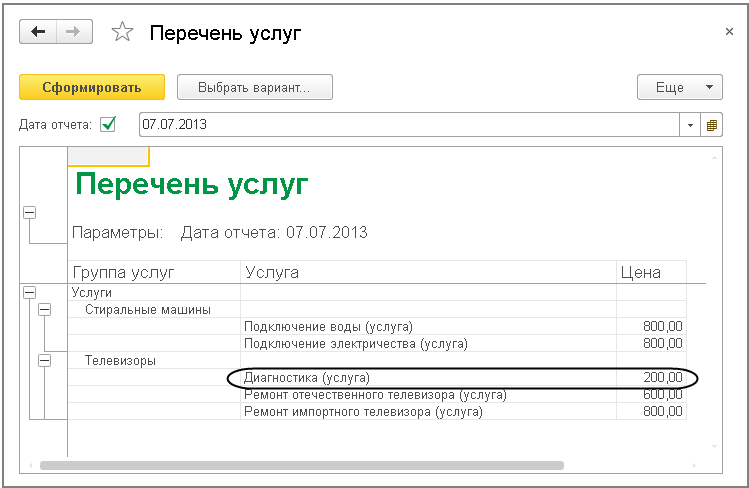 Перечень услуг
Сформировать
Выбрать вариант...
Еще
Дата отчета:
07.07.2013
Перечень услуг
Параметры: Дата отчета: 07.07.2013
Группа услуг Услуга Цена
Услуги
Стиральные машины
Подключение воды (услуга) 800,00
Подключение электричества (услуга) 800,00
Телевизоры
Диагностика (услуга) 200,00
Ремонт отечественного телевизора (услуга) 600,00
Ремонт импортного телевизора (услуга) 800,00